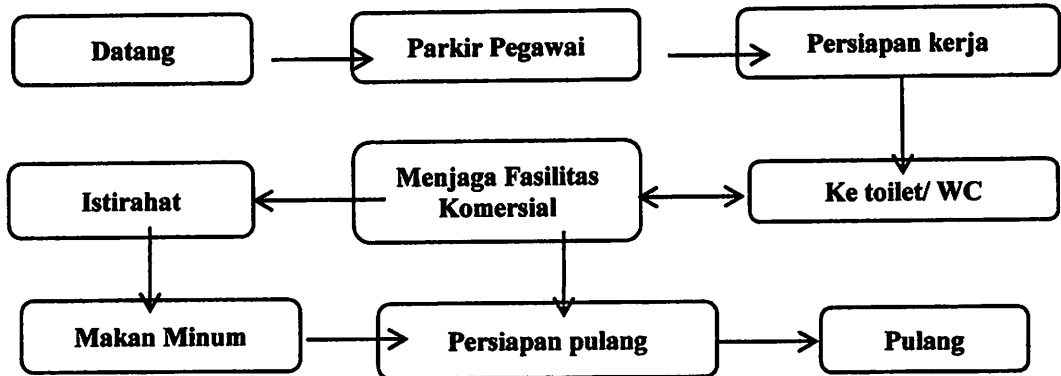 Datang
Parkir Pegawai
Persiapan kerja
Istirahat
Menjaga Fasilitas
Komersial
Ke toilet/ WC
Makan Minum
Persiapan pulang
Pulang